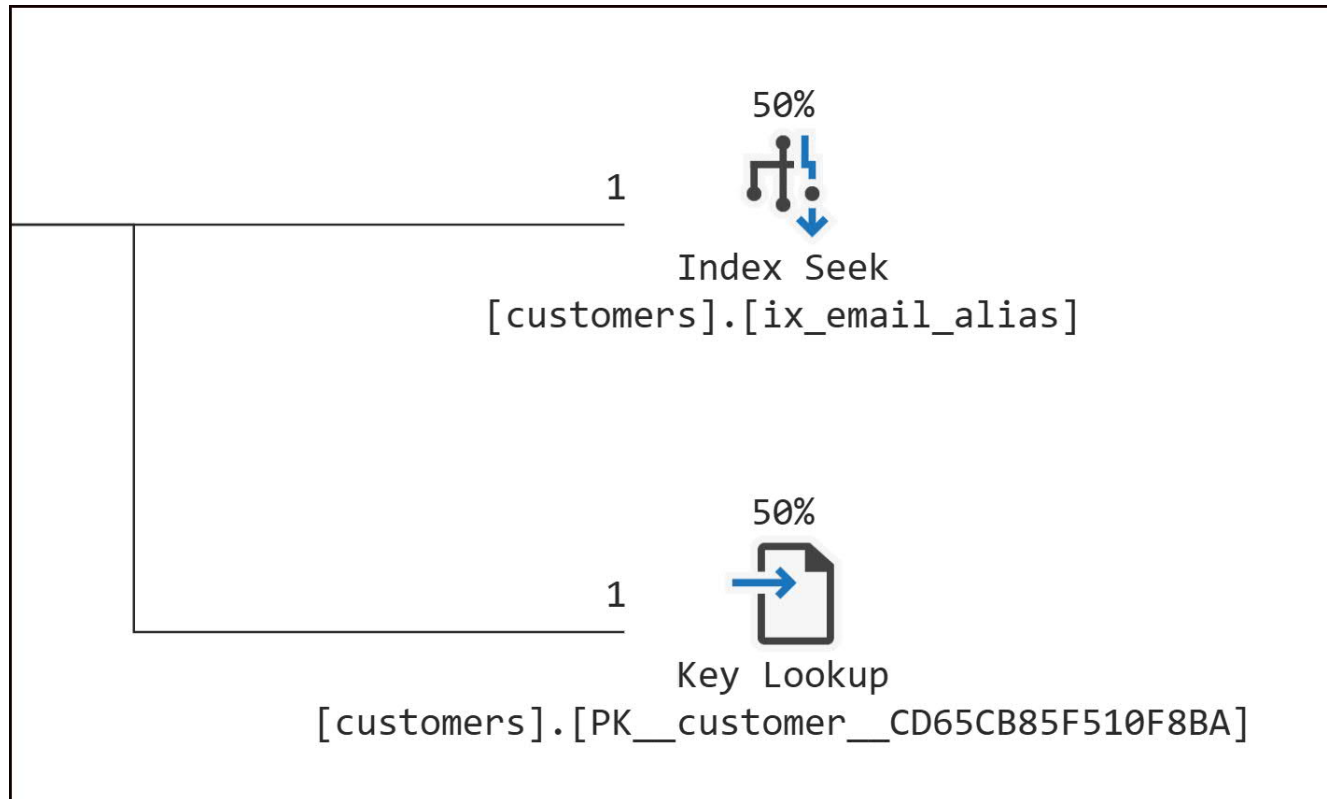 50%
1
Index Seek
[customers].[ix_email_alias]
50%
1
Key Lookup
[customers].[PK__customer__CD65CB85F510F8BA]